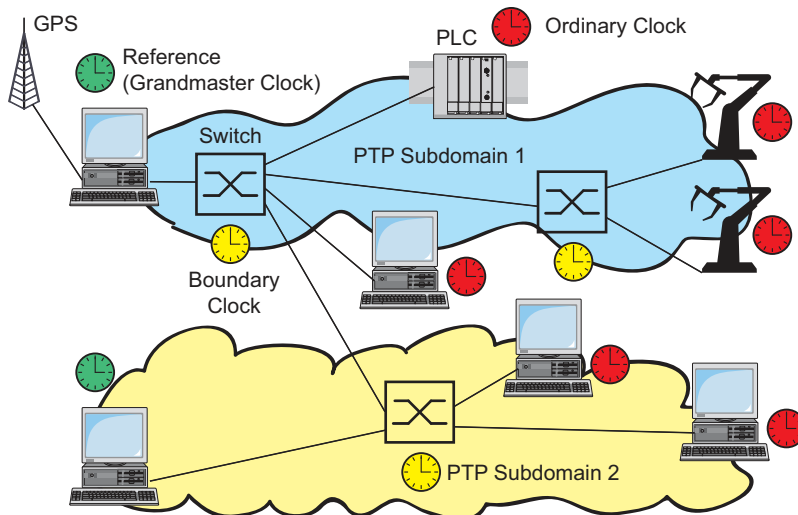 GPS
Reference
(Grandmaster Clock)
PLC
Ordinary Clock
Switch
PTP Subdomain 1
Boundary
Clock
PTP Subdomain 2